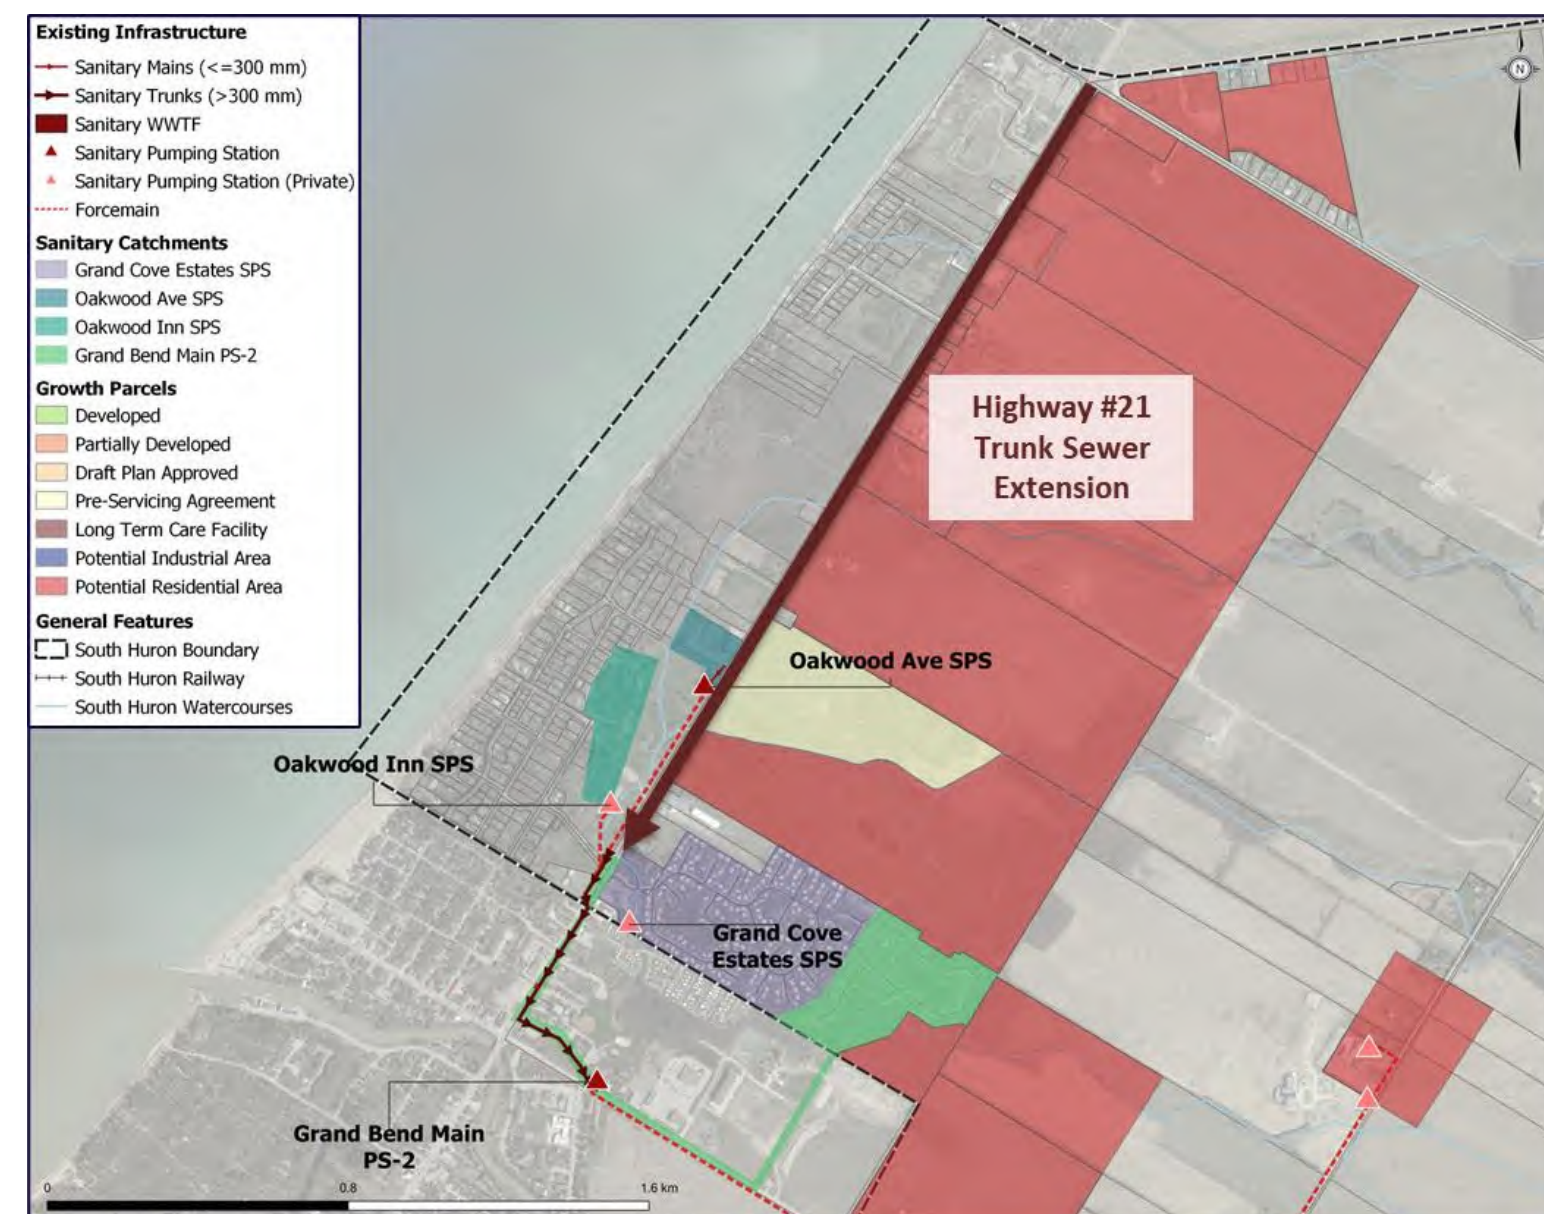 Existing Infrastructure
Sanitary Mains (<=300 mm)
Sanitary Trunks (>300 mm)
Sanitary WWTF
Sanitary Pumping Station
Sanitary Pumping Station (Private)
Forcemain
Sanitary Catchments
Grand Cove Estates SPS
Oakwood Ave SPS
Oakwood Inn SPS
Grand Bend Main PS-2
Growth Parcels
Developed
Partially Developed
Draft Plan Approved
Pre-Servicing Agreement
Long Term Care Facility
Potential Industrial Area
Potential Residential Area
General Features
South Huron Boundary
South Huron Railway
South Huron Watercourses
N
Highway #21
Trunk Sewer
Extension
Oakwood Ave SPS
Oakwood Inn SPS
Grand Cove
Estates SPS
Grand Bend Main
PS-2
0 0.8 1.6 km